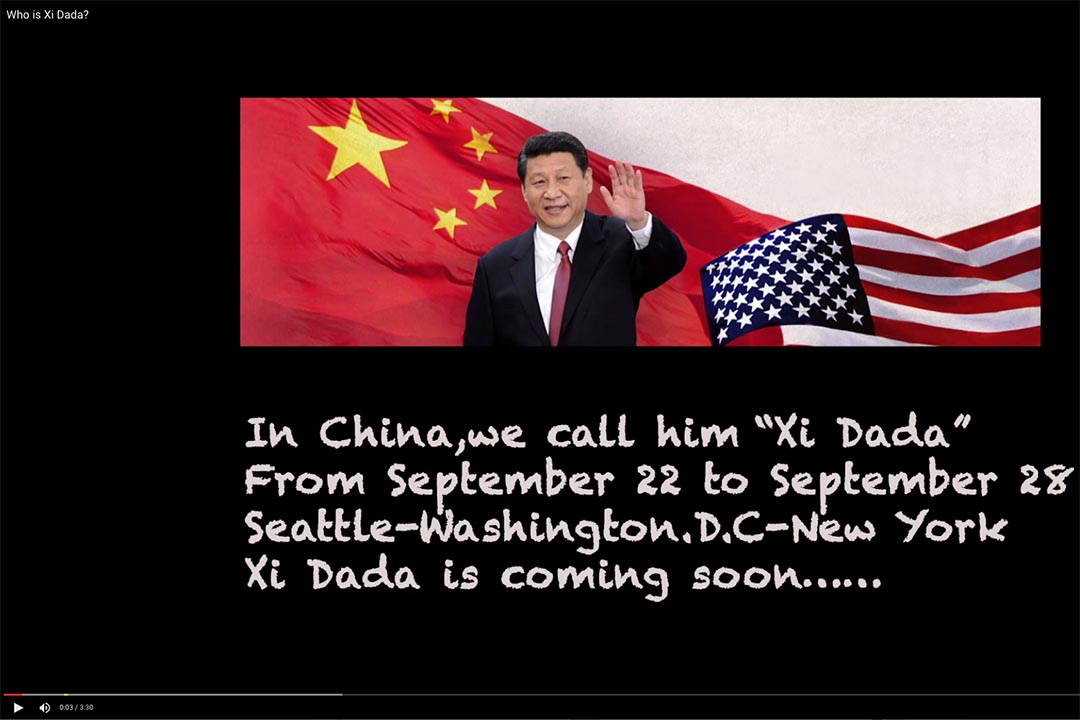 Who is Xi Dada?
In China,we call him “Xi Dada”
From September 22 to September 28
Seattle-Washington.D.C-New York
Xi Dada is coming soon......
0:03 / 3:30